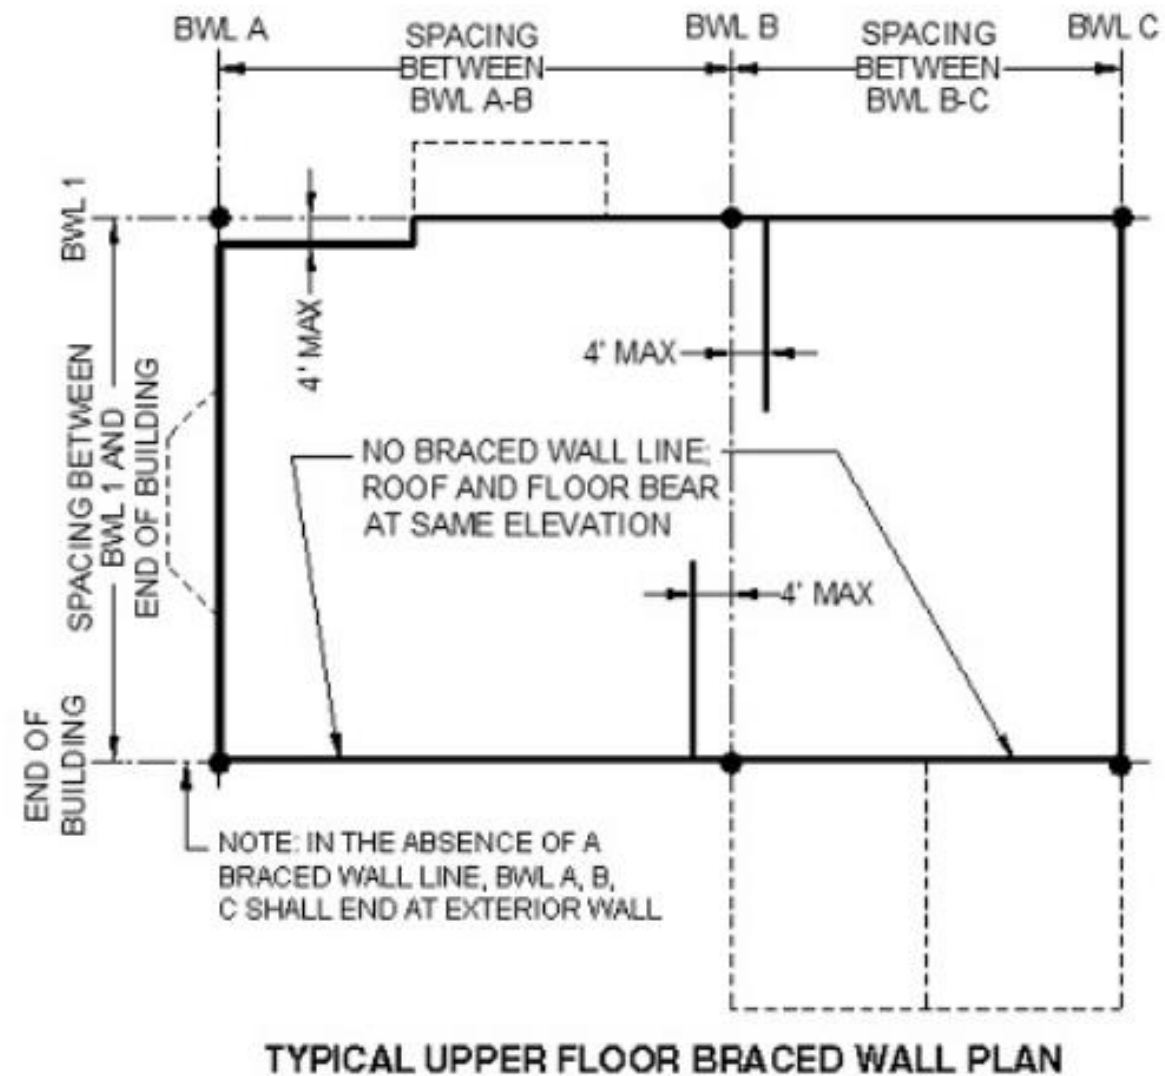 BWL A
SPACING
BETWEEN
BWL A-B
BWL B
SPACING
BETWEEN
BWL B-C
BWL C
BWL 1
4' MAX
4' MAX
SPACING BETWEEN
BWL 1 AND
END OF BUILDING
NO BRACED WALL LINE;
ROOF AND FLOOR BEAR
AT SAME ELEVATION
4' MAX
END OF
BUILDING
NOTE: IN THE ABSENCE OF A
BRACED WALL LINE, BWL A, B,
C SHALL END AT EXTERIOR WALL
TYPICAL UPPER FLOOR BRACED WALL PLAN